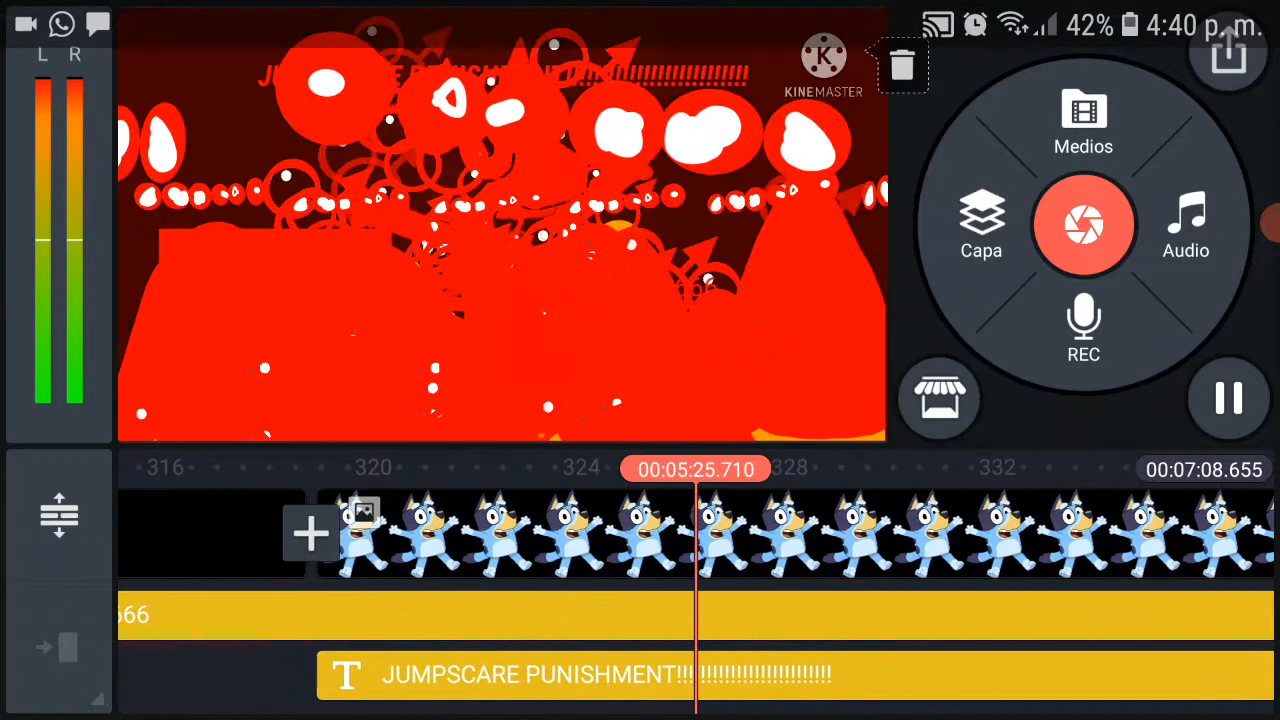 42% 4:40 p. m.
L R
KINEMASTER
Medios
Capa
Audio
REC
316 320 324 00:05:25.710 328 332 00:07:08.655
666
T JUMPSCARE PUNISHMENT!!!!!!!!!!!!!!!!!!!!!!!!!!!